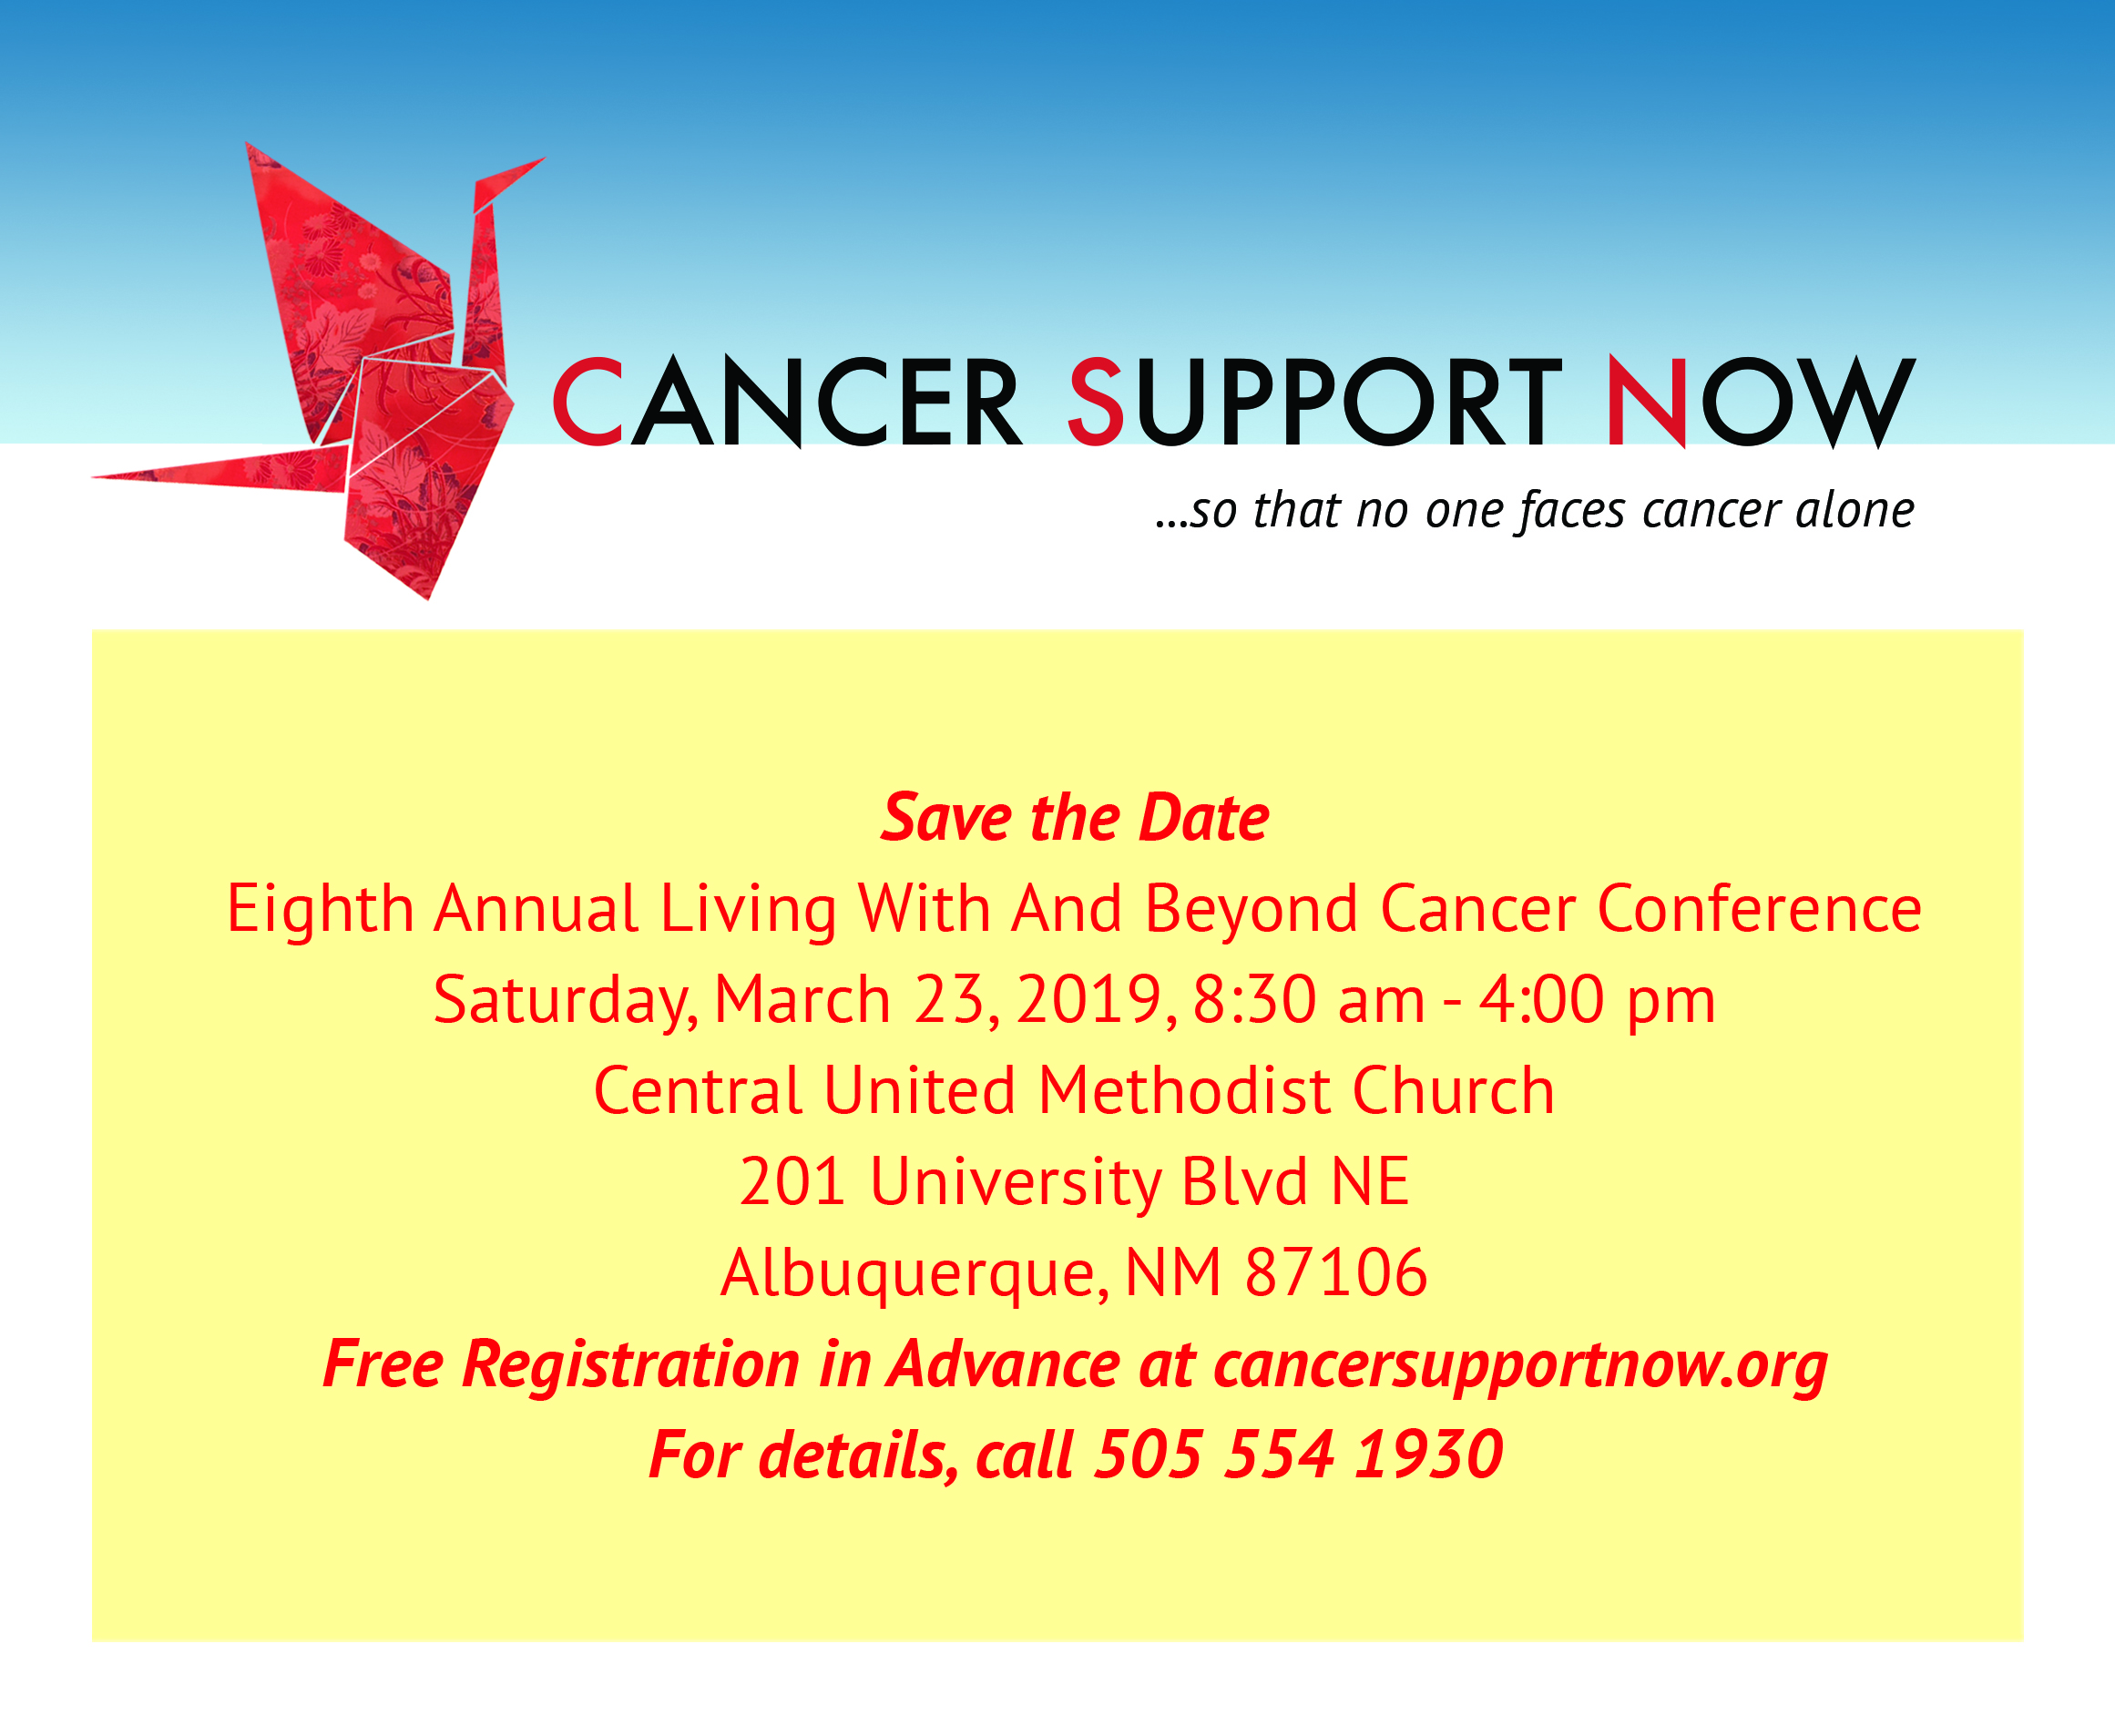 CANCER SUPPORT NOW
...so that no one faces cancer alone
Save the Date
Eighth Annual Living With And Beyond Cancer Conference
Saturday, March 23, 2019, 8:30 am - 4:00 pm
Central United Methodist Church
201 University Blvd NE
Albuquerque, NM 87106
Free Registration in Advance at cancersupportnow.org
For details, call 505 554 1930